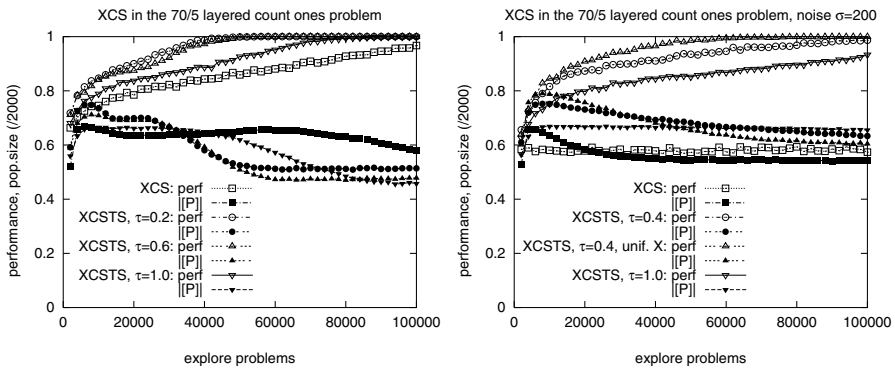 XCS in the 70/5 layered count ones problem
performance, pop.size (/2000)
1
0.8
0.6
0.4
0.2
0
0 20000 40000 60000 80000 100000
explore problems
XCS: perf
|[P]|
XCSTS, τ=0.2: perf
|[P]|
XCSTS, τ=0.6: perf
|[P]|
XCSTS, τ=1.0: perf
|[P]|
XCS in the 70/5 layered count ones problem, noise σ=200
performance, pop.size (/2000)
1
0.8
0.6
0.4
0.2
0
0 20000 40000 60000 80000 100000
explore problems
XCS: perf
|[P]|
XCSTS, τ=0.4: perf
|[P]|
XCSTS, τ=0.4, unif. X: perf
|[P]|
XCSTS, τ=1.0: perf
|[P]|